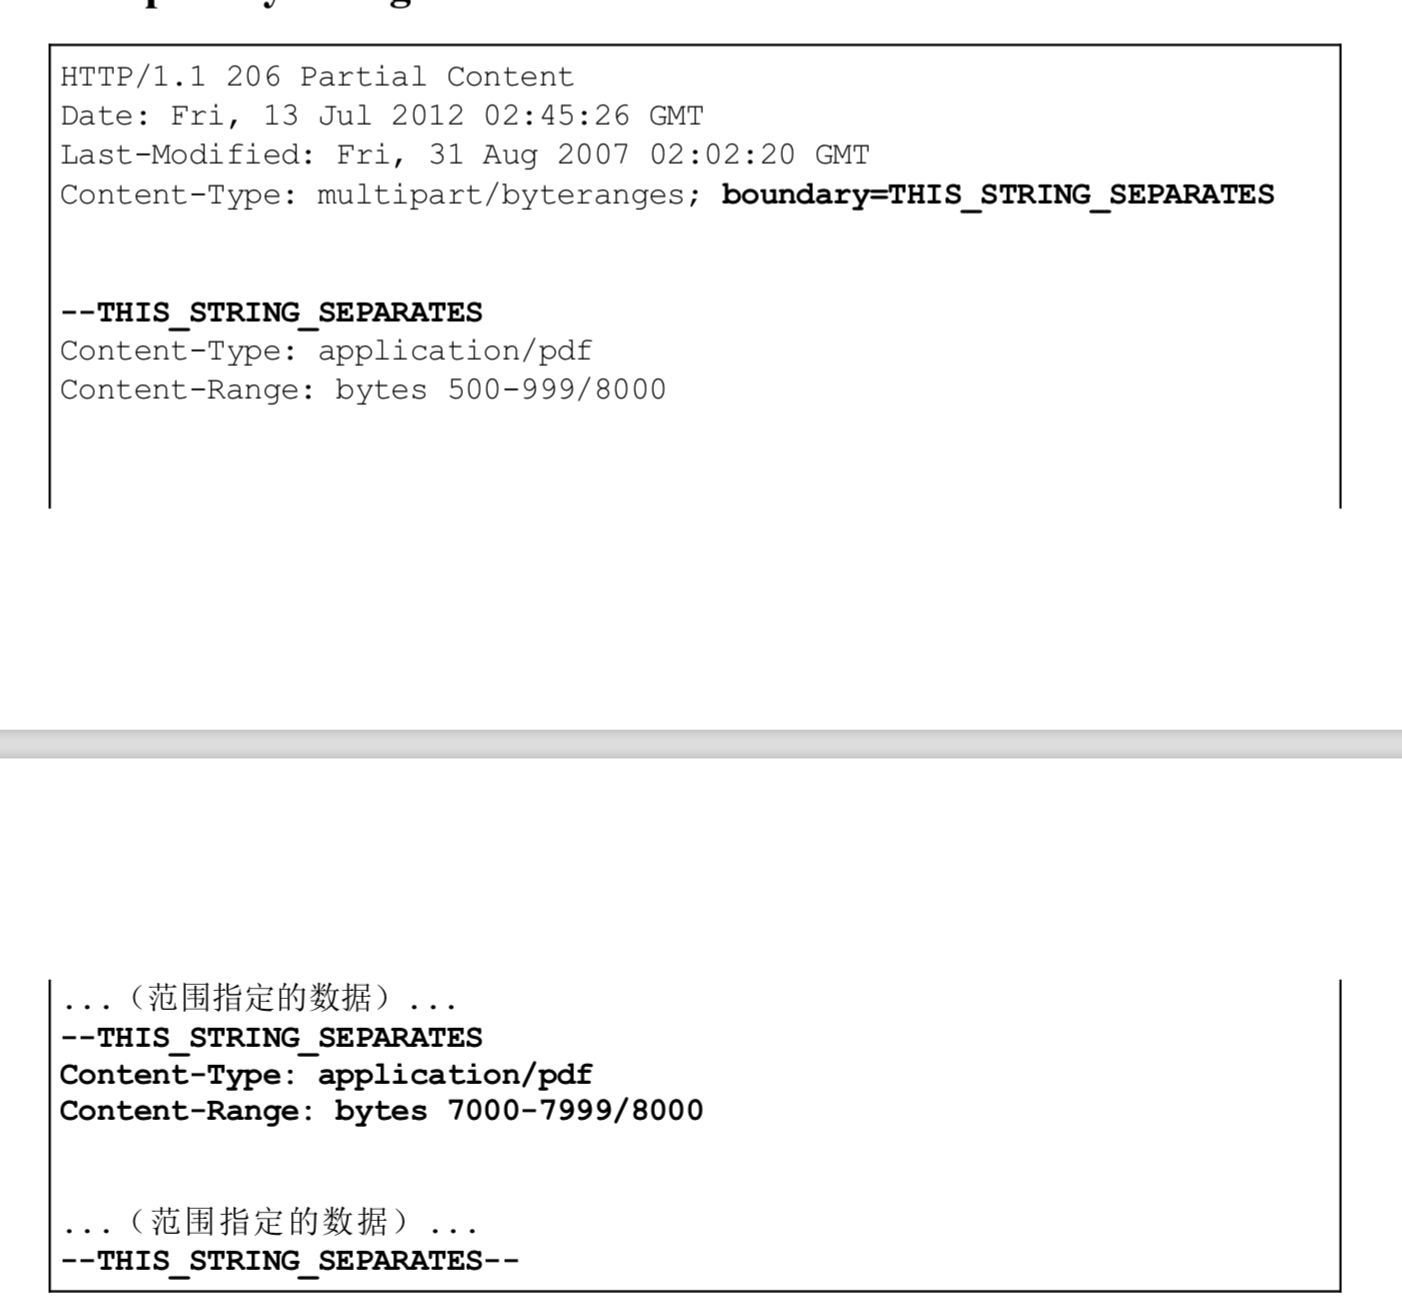 HTTP/1.1 206 Partial Content
Date: Fri, 13 Jul 2012 02:45:26 GMT
Last-Modified: Fri, 31 Aug 2007 02:02:20 GMT
Content-Type: multipart/byteranges; boundary=THIS_STRING_SEPARATES
--THIS_STRING_SEPARATES
Content-Type: application/pdf
Content-Range: bytes 500-999/8000
...（范围指定的数据）...
--THIS_STRING_SEPARATES
Content-Type: application/pdf
Content-Range: bytes 7000-7999/8000
...（范围指定的数据）...
--THIS_STRING_SEPARATES--